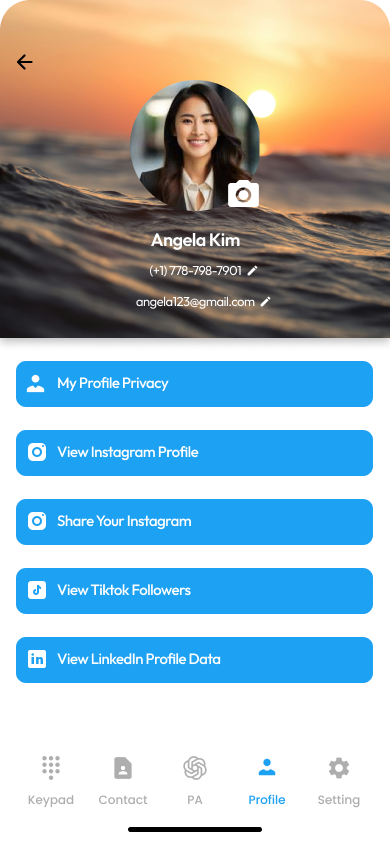 Angela Kim
(+1) 778-798-7901
angela123@gmail.com
My Profile Privacy
View Instagram Profile
Share Your Instagram
View Tiktok Followers
View LinkedIn Profile Data
Keypad Contact PA Profile Setting